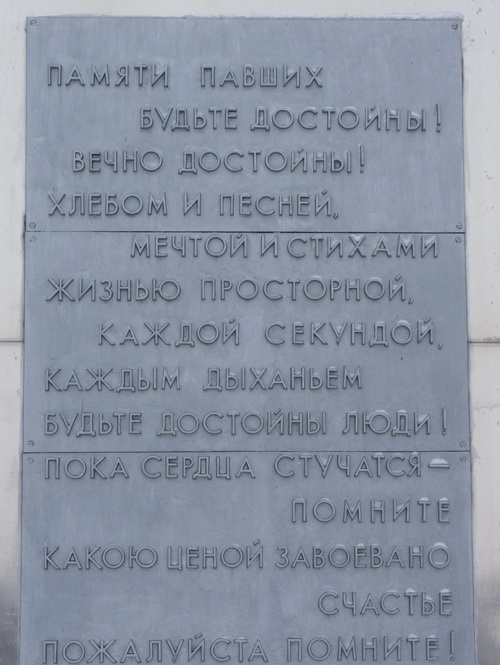 ПАМЯТИ ПАВШИХ
БУДЬТЕ ДОСТОЙНЫ!
ВЕЧНО ДОСТОЙНЫ!
ХЛЕБОМ И ПЕСНЕЙ,
МЕЧТОЙ И СТИХАМИ
ЖИЗНЬЮ ПРОСТОРНОЙ,
КАЖДОЙ СЕКУНДОЙ,
КАЖДЫМ ДЫХАНЬЕМ
БУДЬТЕ ДОСТОЙНЫ ЛЮДИ!
ПОКА СЕРДЦА СТУЧАТСЯ—
ПОМНИТЕ
КАКОЮ ЦЕНОЙ ЗАВОЕВАНО
СЧАСТЬЕ
ПОЖАЛУЙСТА ПОМНИТЕ!